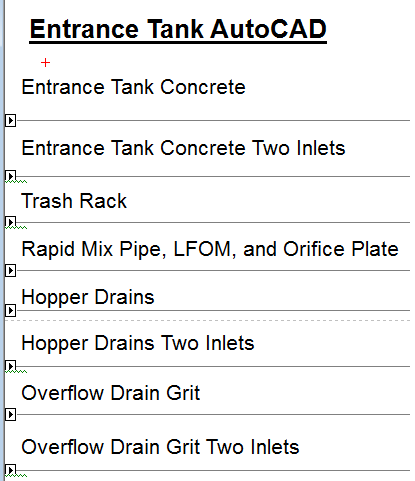 Entrance Tank AutoCAD
Entrance Tank Concrete
Entrance Tank Concrete Two Inlets
Trash Rack
Rapid Mix Pipe, LFOM, and Orifice Plate
Hopper Drains
Hopper Drains Two Inlets
Overflow Drain Grit
Overflow Drain Grit Two Inlets